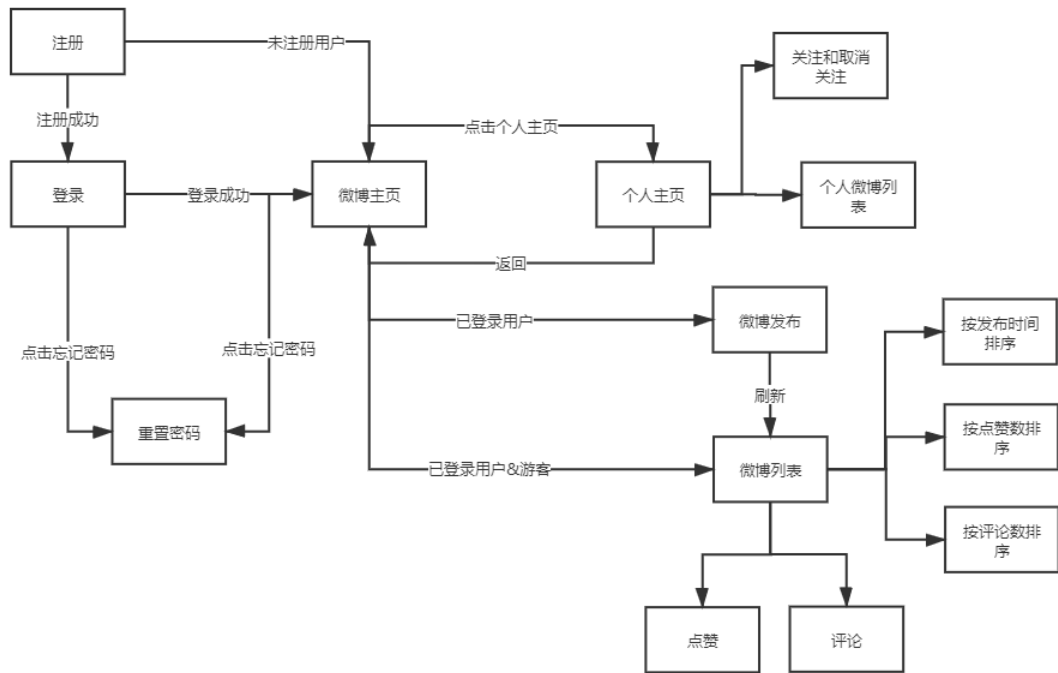 注册
未注册用户
关注和取消
关注
注册成功
点击个人主页
登录
登录成功
微博主页
个人主页
个人微博列
表
返回
已登录用户
微博发布
按发布时间
排序
点击忘记密码
点击忘记密码
刷新
重置密码
按点赞数排
序
已登录用户&游客
微博列表
按评论数排
序
点赞
评论